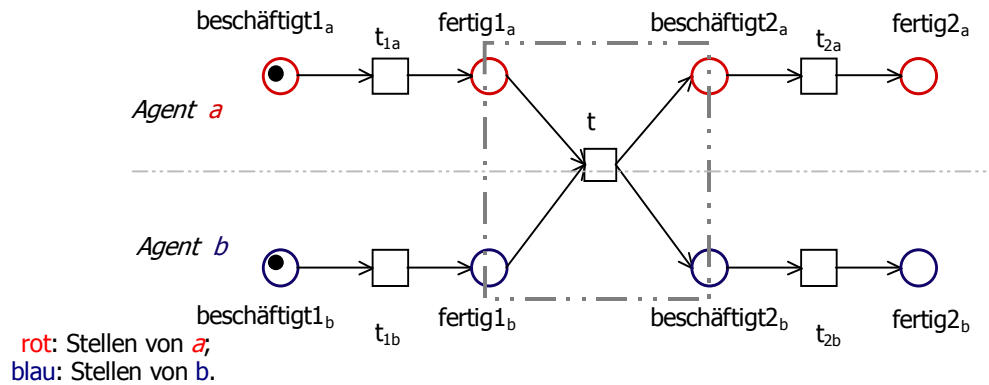 beschäftigt1a fertig1a beschäftigt2a fertig2a
t1a t2a
Agent a
t
Agent b
beschäftigt1b fertig1b beschäftigt2b fertig2b
t1b t2b
rot: Stellen von a;
blau: Stellen von b.